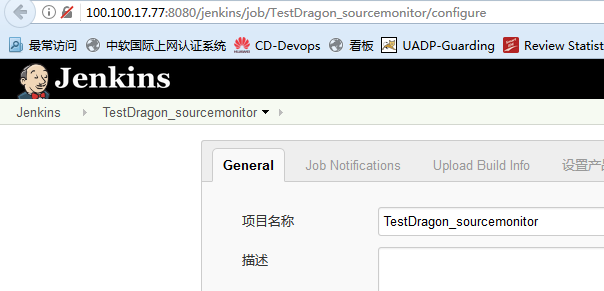 100.100.17.77:8080/jenkins/job/TestDragon_sourcemonitor/configure
最常访问 中软国际上网认证系统 CD-Devops 看板 UADP-Guarding Review Statist
Jenkins
Jenkins TestDragon_sourcemonitor
General Job Notifications Upload Build Info 设置产品
项目名称 TestDragon_sourcemonitor
描述